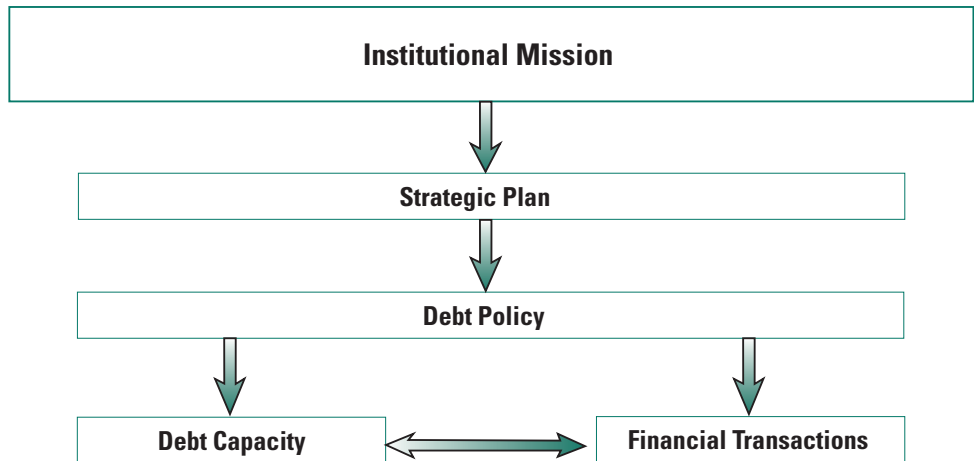 Institutional Mission
Strategic Plan
Debt Policy
Debt Capacity
Financial Transactions